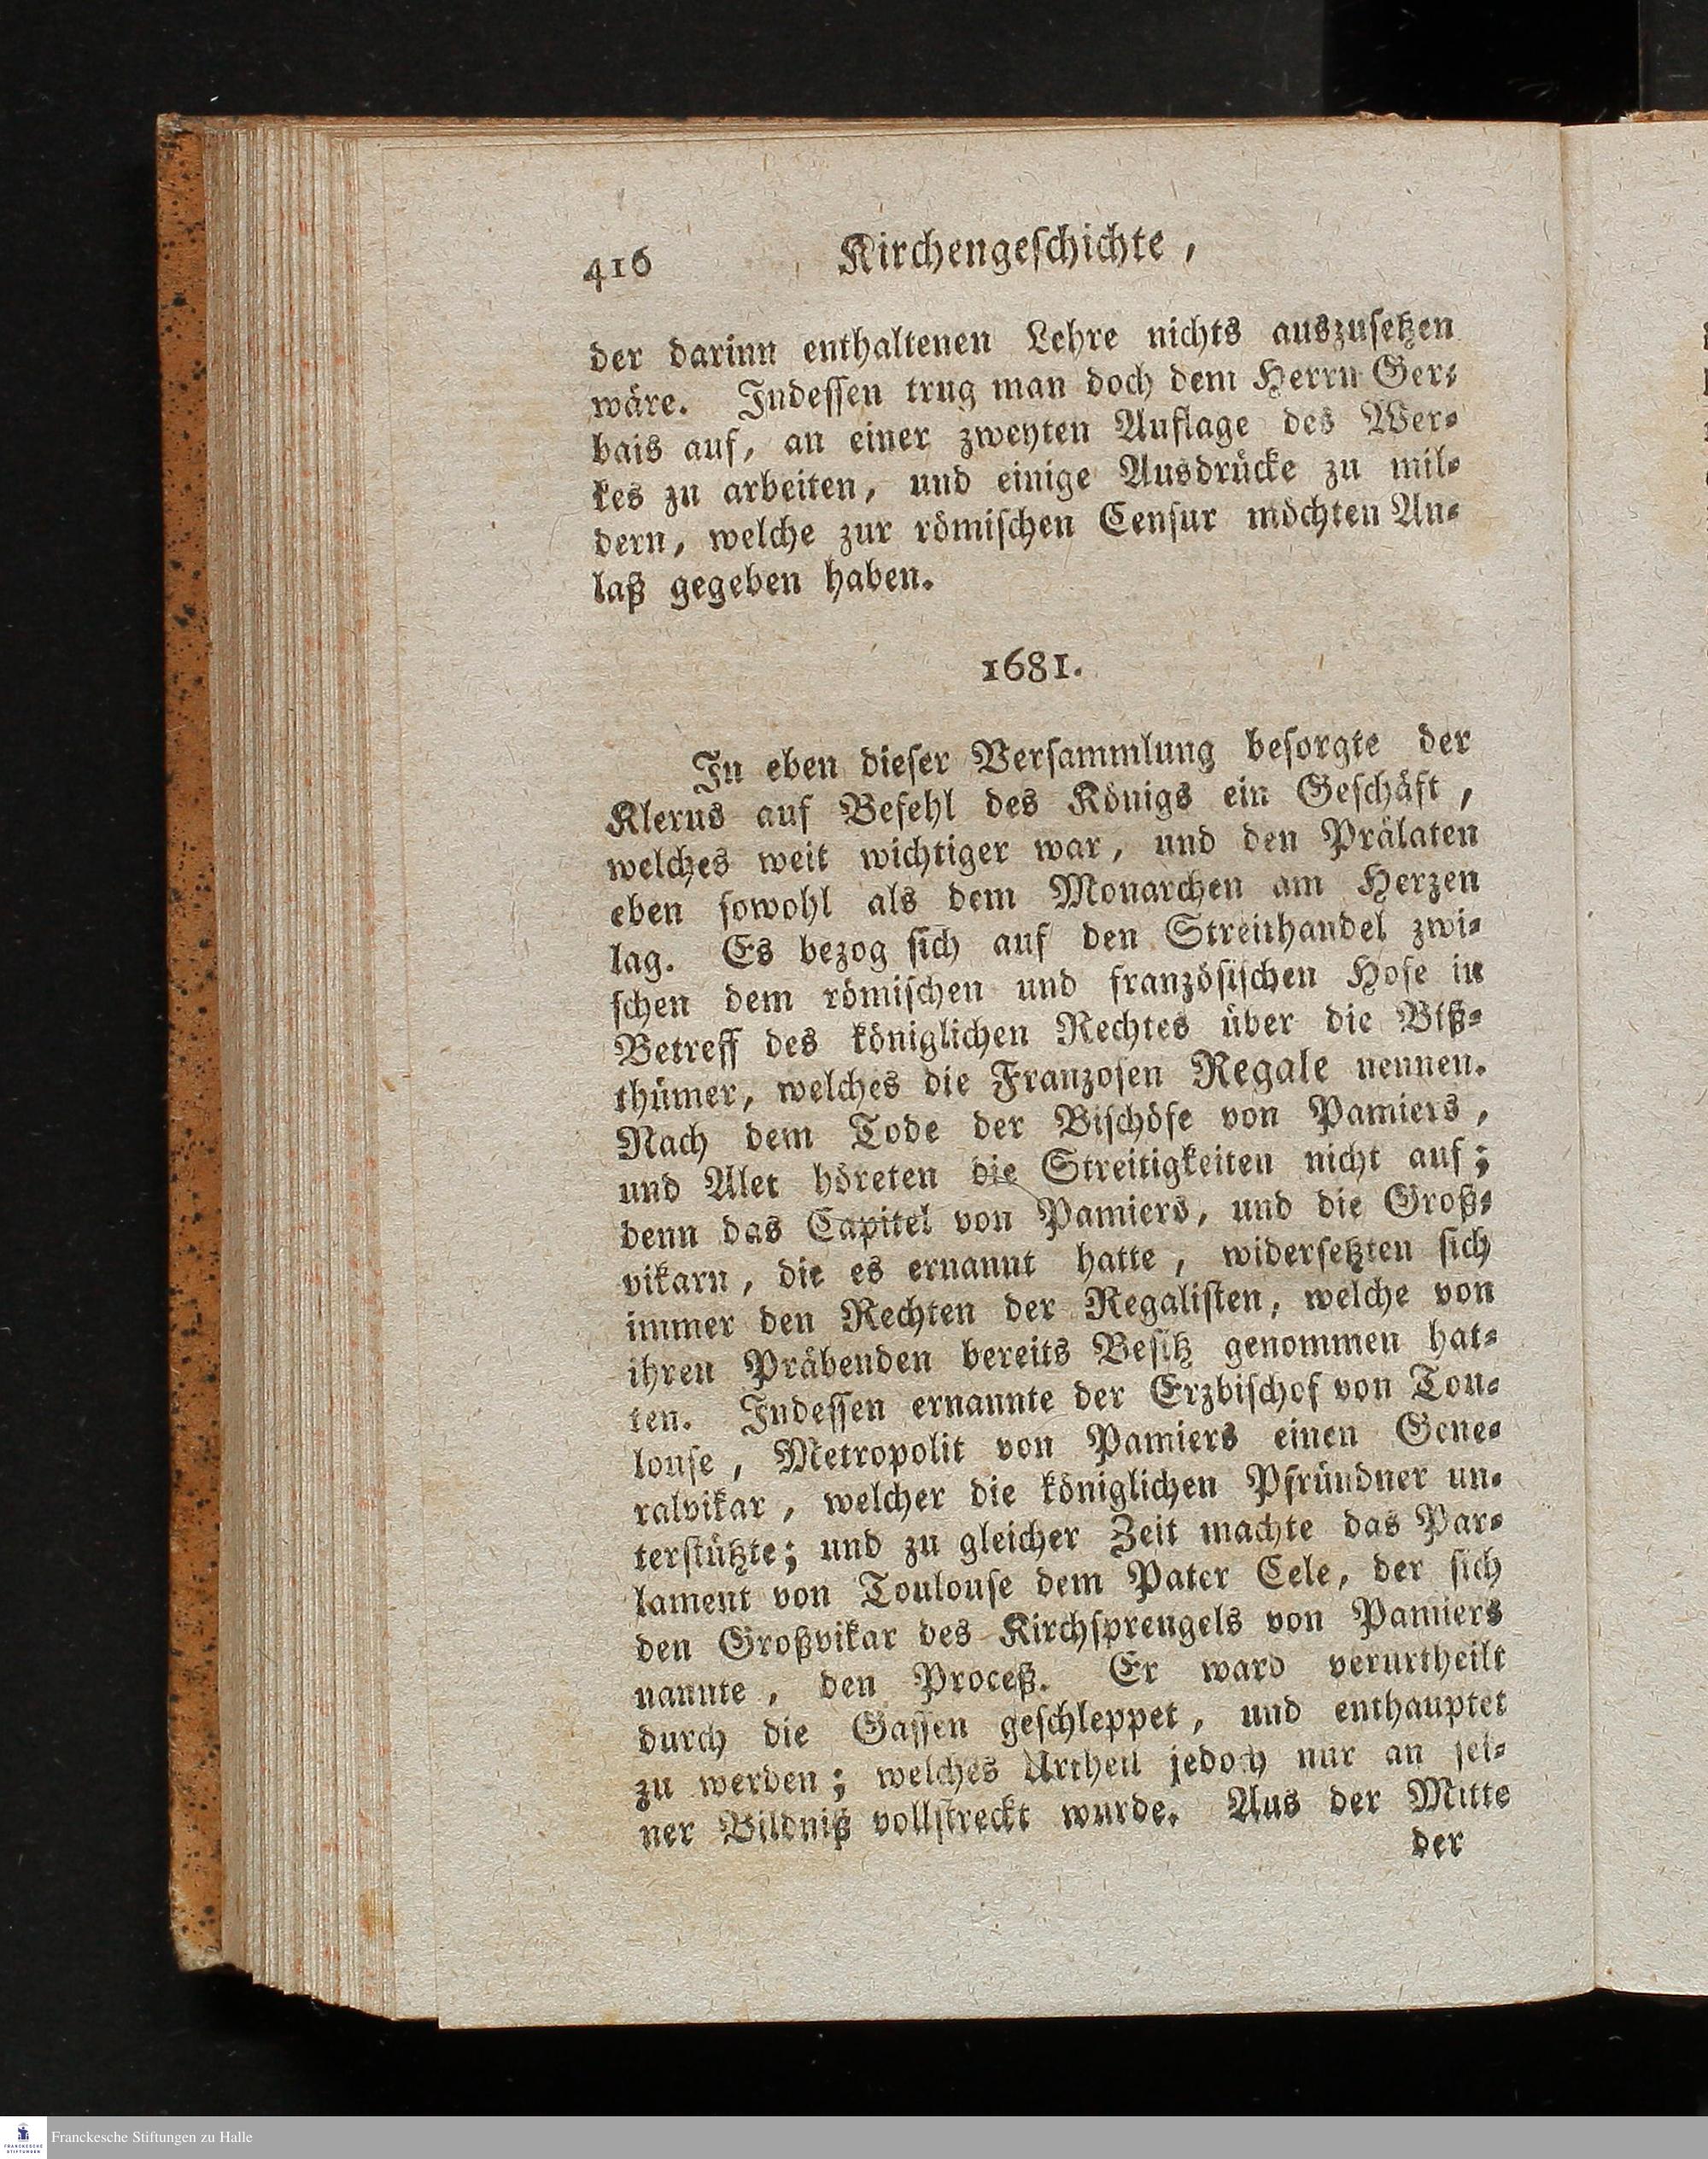 416 Kirchengeschichte,
der darinn enthaltenen Lehre nichts auszusetzen
wäre. Indessen trug man doch dem Herrn Ger-
bais auf, an einer zweyten Auflage des Wer-
kes zu arbeiten, und einige Ausdrücke zu mil-
dern, welche zur römischen Censur möchten An-
laß gegeben haben.
1681.
In eben dieser Versammlung besorgte der
Klerus auf Befehl des Königs ein Geschäft,
welches weit wichtiger war, und den Prälaten
eben sowohl als dem Monarchen am Herzen
lag. Es bezog sich auf den Streithandel zwi-
schen dem römischen und französischen Hofe in
Betreff des königlichen Rechtes über die Biß-
thümer, welches die Franzosen Regale nennen.
Nach dem Tode der Bischöfe von Pamiers,
und Alet höreten die Streitigkeiten nicht auf;
denn das Capitel von Pamiers, und die Groß-
vikarn, die es ernannt hatte, widersetzten sich
immer den Rechten der Regalisten, welche von
ihren Präbenden bereits Besitz genommen hat-
ten. Indessen ernannte der Erzbischof von Tou-
louse, Metropolit von Pamiers einen Gene-
ralvikar, welcher die königlichen Pfründner un-
terstützte; und zu gleicher Zeit machte das Par-
lament von Toulouse dem Pater Cele, der sich
den Großvikar des Kirchsprengels von Pamiers
nannte, den Proceß. Er ward verurtheilt
durch die Gassen geschleppet, und enthauptet
zu werden; welches Urtheil jedoch nur an sei-
ner Bildniß vollstreckt wurde. Aus der Mitte
der
Franckesche Stiftungen zu Halle
FRANCKESCHE
STIFTUNGEN